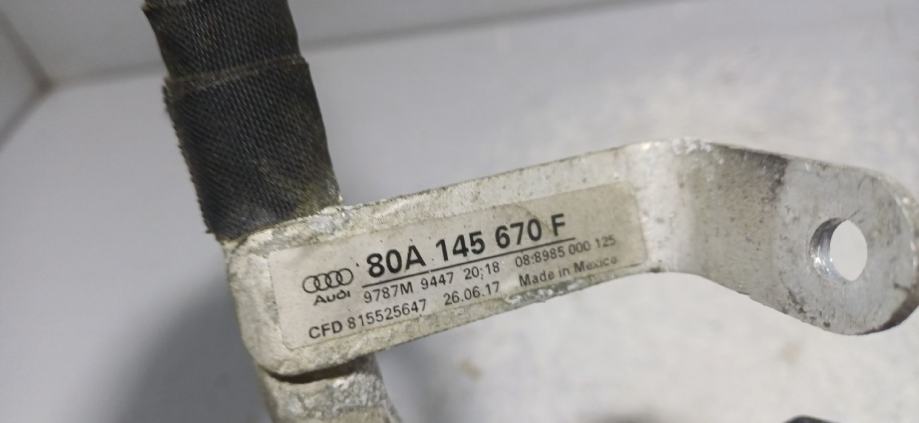 80A 145 670 F
Audi 9787M 9447 20;18 08:8985 000 125
CFD 815525647 26.06.17 Made in Mexico